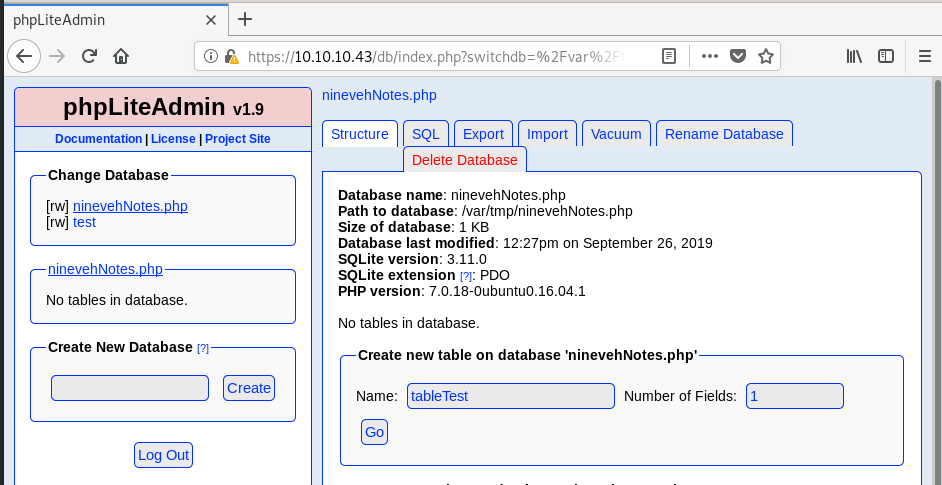 phpLiteAdmin
https://10.10.10.43/db/index.php?switchdb=%2Fvar%2F
phpLiteAdmin v1.9
Documentation | License | Project Site
Change Database
[rw] ninevehNotes.php
[rw] test
ninevehNotes.php
No tables in database.
Create New Database [?]
Create
Log Out
ninevehNotes.php
Structure SQL Export Import Vacuum Rename Database
Delete Database
Database name: ninevehNotes.php
Path to database: /var/tmp/ninevehNotes.php
Size of database: 1 KB
Database last modified: 12:27pm on September 26, 2019
SQLite version: 3.11.0
SQLite extension [?]: PDO
PHP version: 7.0.18-0ubuntu0.16.04.1
No tables in database.
Create new table on database 'ninevehNotes.php'
Name: tableTest Number of Fields: 1
Go